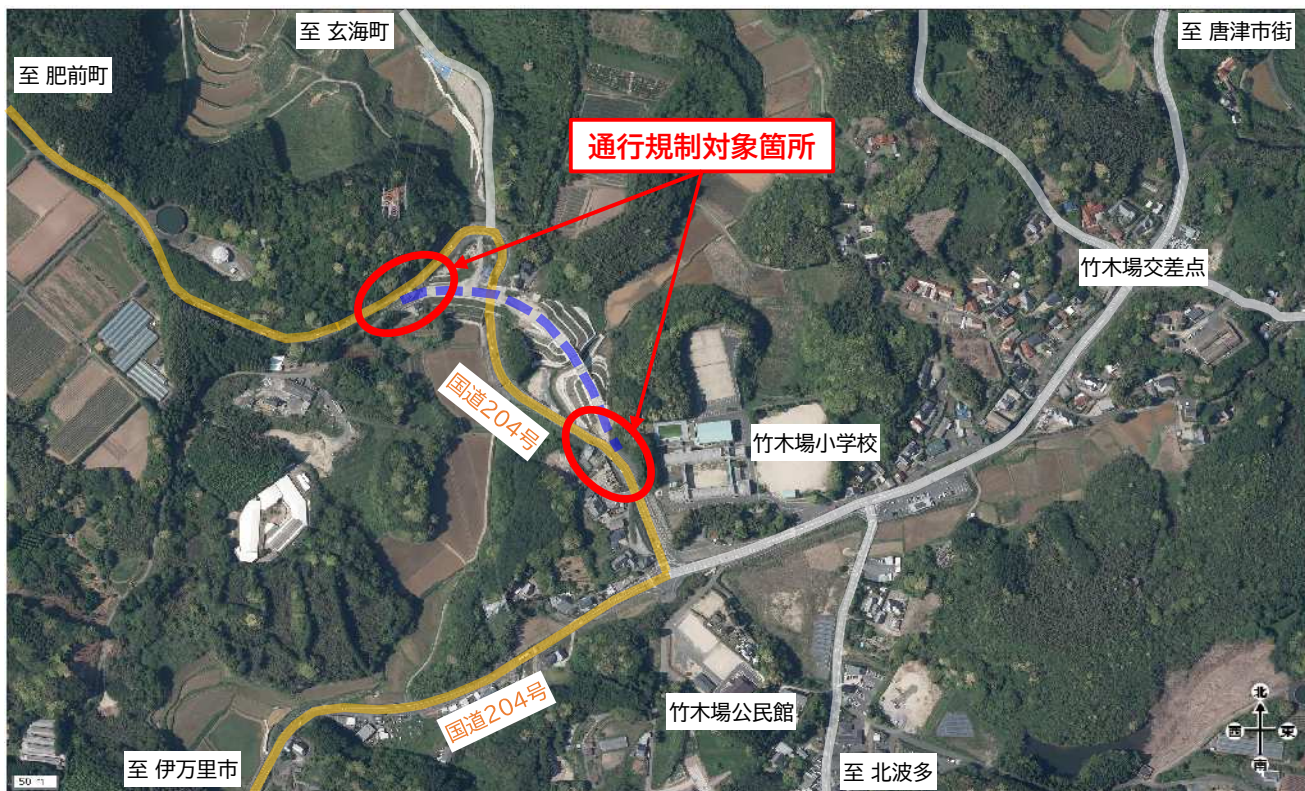 至 玄海町
至 唐津市街
至 肥前町
通行規制対象箇所
竹木場交差点
国道204号
竹木場小学校
国道204号
竹木場公民館
北
西
東
南
至 伊万里市
至 北波多
50 m